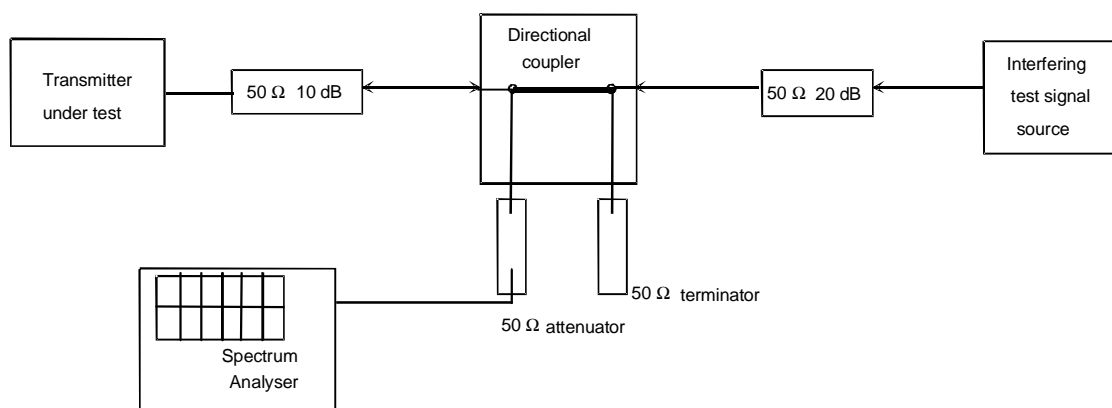 Transmitter
under test
50 Ω 10 dB
Directional
coupler
50 Ω 20 dB
Interfering
test signal
source
50 Ω terminator
50 Ω attenuator
Spectrum
Analyser